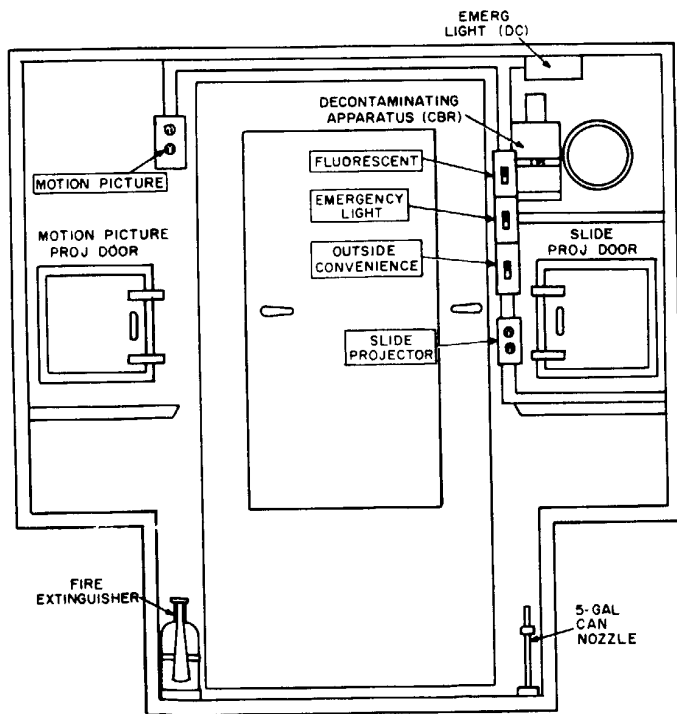 EMERG
LIGHT (DC)
DECONTAMINATING
APPARATUS (CBR)
FLUORESCENT
MOTION PICTURE
EMERGENCY
LIGHT
MOTION PICTURE
PROJ DOOR
OUTSIDE
CONVENIENCE
SLIDE
PROJ DOOR
SLIDE
PROJECTOR
FIRE
EXTINGUISHER
5-GAL
CAN
NOZZLE